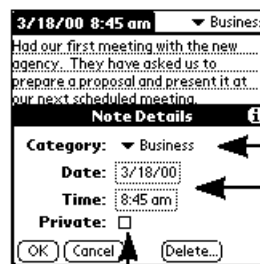 3/18/00 8:45 am Business
Had our first meeting with the new
agency. They have asked us to
prepare a proposal and present it at
our next scheduled meeting.
Note Details i
Category: Business
Date: 3/18/00
Time: 8:45 am
Private:
OK Cancel Delete...